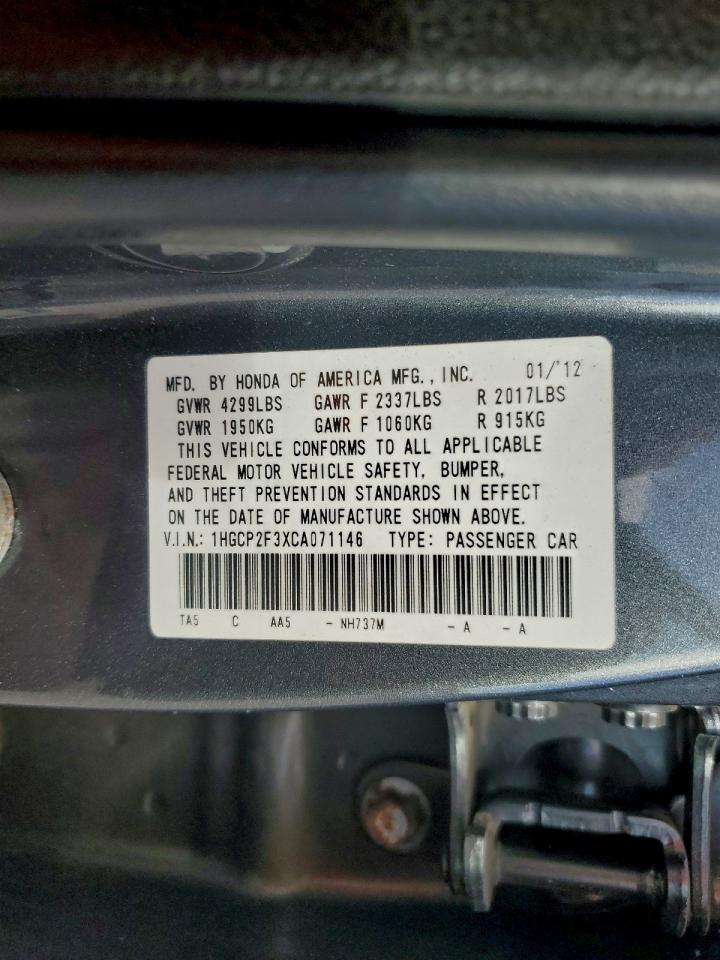 MFD. BY HONDA OF AMERICA MFG., INC. 01/'12
GVWR 4299LBS GAWR F 2337LBS R 2017LBS
GVWR 1950KG GAWR F 1060KG R 915KG
THIS VEHICLE CONFORMS TO ALL APPLICABLE
FEDERAL MOTOR VEHICLE SAFETY, BUMPER,
AND THEFT PREVENTION STANDARDS IN EFFECT
ON THE DATE OF MANUFACTURE SHOWN ABOVE.
V.I.N.: 1HGCP2F3XCA071146 TYPE: PASSENGER CAR
TA5 C AA5 - NH737M - A - A